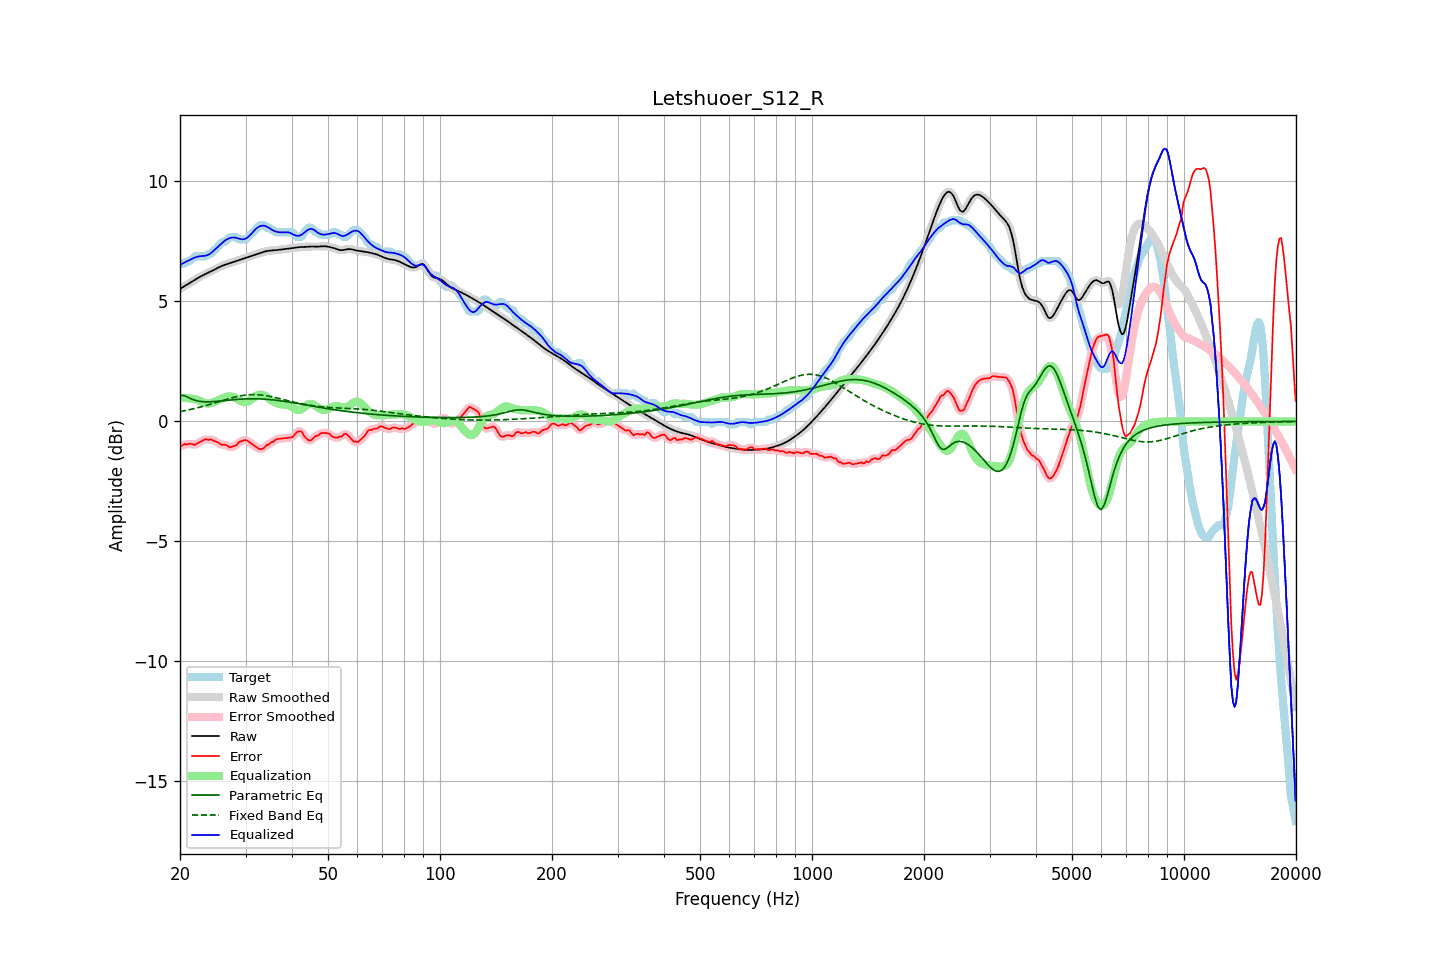 Letshuoer_S12_R
Amplitude (dBr)
10
5
0
−5
−10
−15
Target
Raw Smoothed
Error Smoothed
Raw
Error
Equalization
Parametric Eq
Fixed Band Eq
Equalized
20 50 100 200 500 1000 2000 5000 10000 20000
Frequency (Hz)